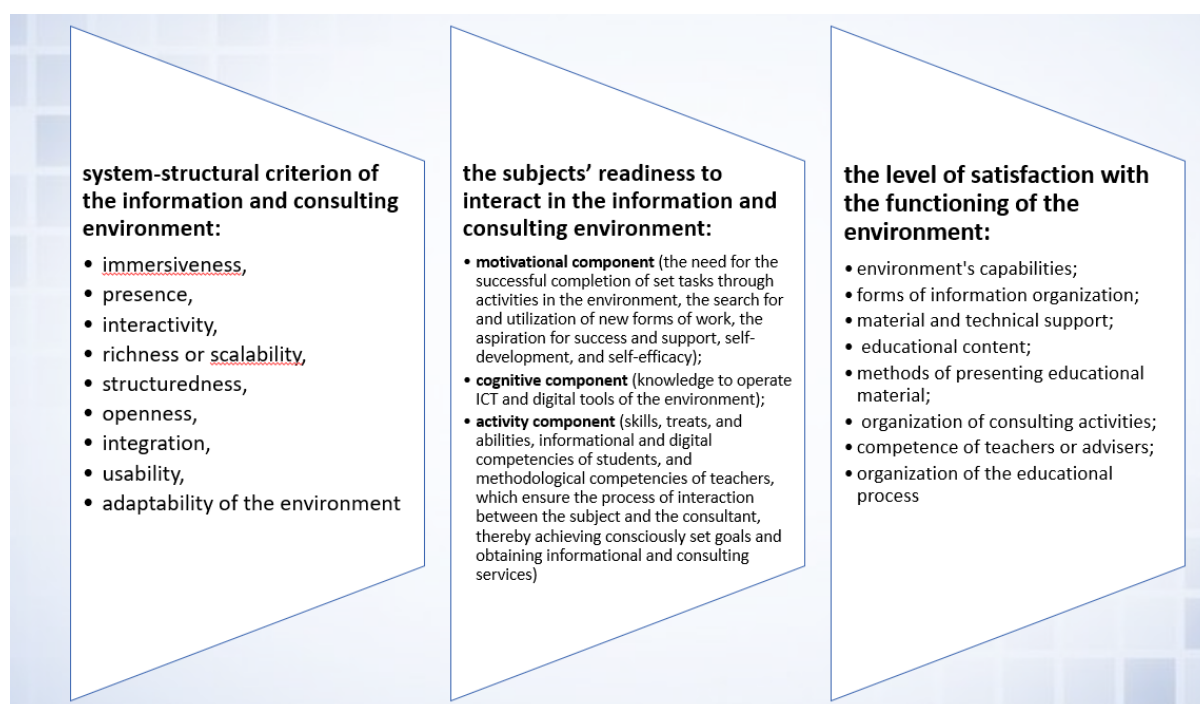 system-structural criterion of
the information and consulting
environment:
• immersiveness,
• presence,
• interactivity,
• richness or scalability,
• structuredness,
• openness,
• integration,
• usability,
• adaptability of the environment
the subjects’ readiness to
interact in the information and
consulting environment:
• motivational component (the need for the
successful completion of set tasks through
activities in the environment, the search for
and utilization of new forms of work, the
aspiration for success and support, self-
development, and self-efficacy);
• cognitive component (knowledge to operate
ICT and digital tools of the environment);
• activity component (skills, treats, and
abilities, informational and digital
competencies of students, and
methodological competencies of teachers,
which ensure the process of interaction
between the subject and the consultant,
thereby achieving consciously set goals and
obtaining informational and consulting
services)
the level of satisfaction with
the functioning of the
environment:
• environment's capabilities;
• forms of information organization;
• material and technical support;
• educational content;
• methods of presenting educational
material;
• organization of consulting activities;
• competence of teachers or advisers;
• organization of the educational
process